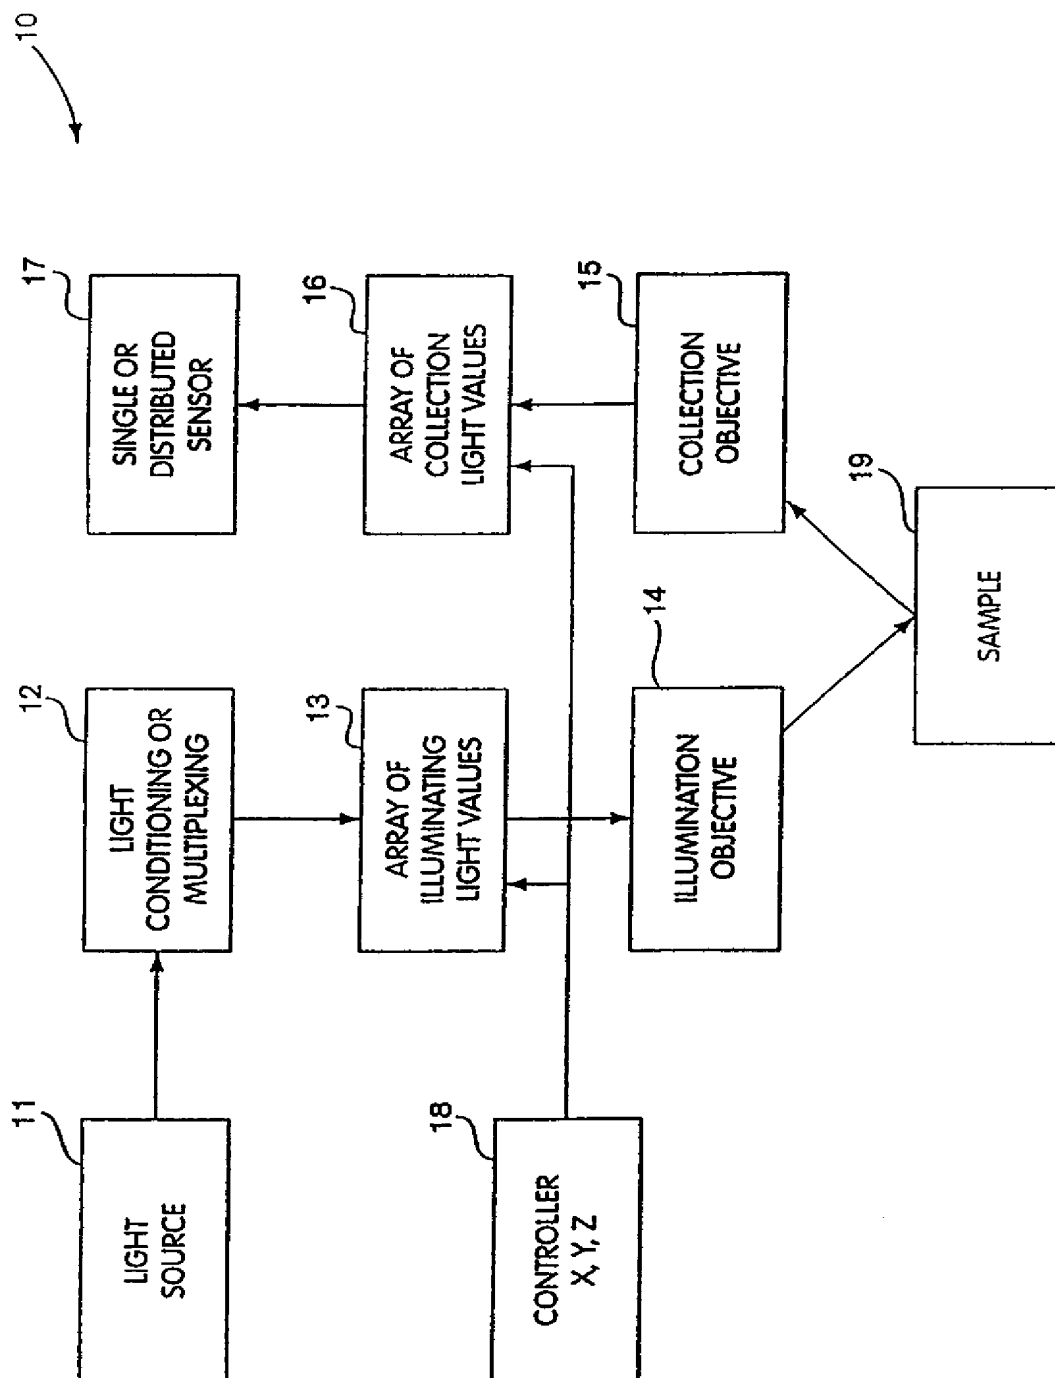 10
11
LIGHT
SOURCE
12
LIGHT
CONDITIONING OR
MULTIPLEXING
17
SINGLE OR
DISTRIBUTED
SENSOR
13
ARRAY OF
ILLUMINATING
LIGHT VALUES
16
ARRAY OF
COLLECTION
LIGHT VALUES
18
CONTROLLER
X, Y, Z
14
ILLUMINATION
OBJECTIVE
15
COLLECTION
OBJECTIVE
19
SAMPLE